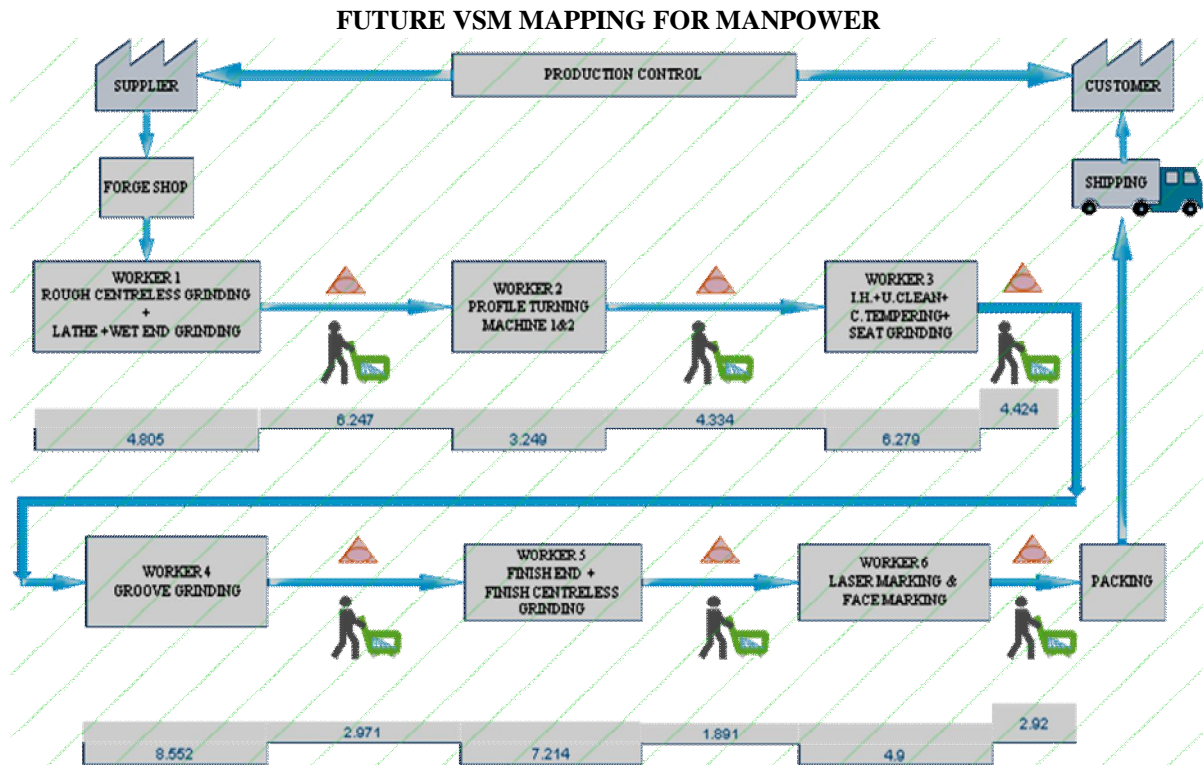 FUTURE VSM MAPPING FOR MANPOWER
SUPPLIER
PRODUCTION CONTROL
CUSTOMER
FORGE SHOP
SHIPPING
WORKER 1
ROUGH CENTRELESS GRINDING
+
LATHE +WET END GRINDING
WORKER 2
PROFILE TURNING
MACHINE 1&2
WORKER 3
I.H.+U.CLEAN+
C.TEMPERING+
SEAT GRINDING
4.805
6.247
3.249
4.334
6.279
4.424
WORKER 4
GROOVE GRINDING
WORKER 5
FINISH END +
FINISH CENTRELESS
GRINDING
WORKER 6
LASER MARKING &
FACE MARKING
PACKING
8.552
2.971
7.214
1.891
4.9
2.92